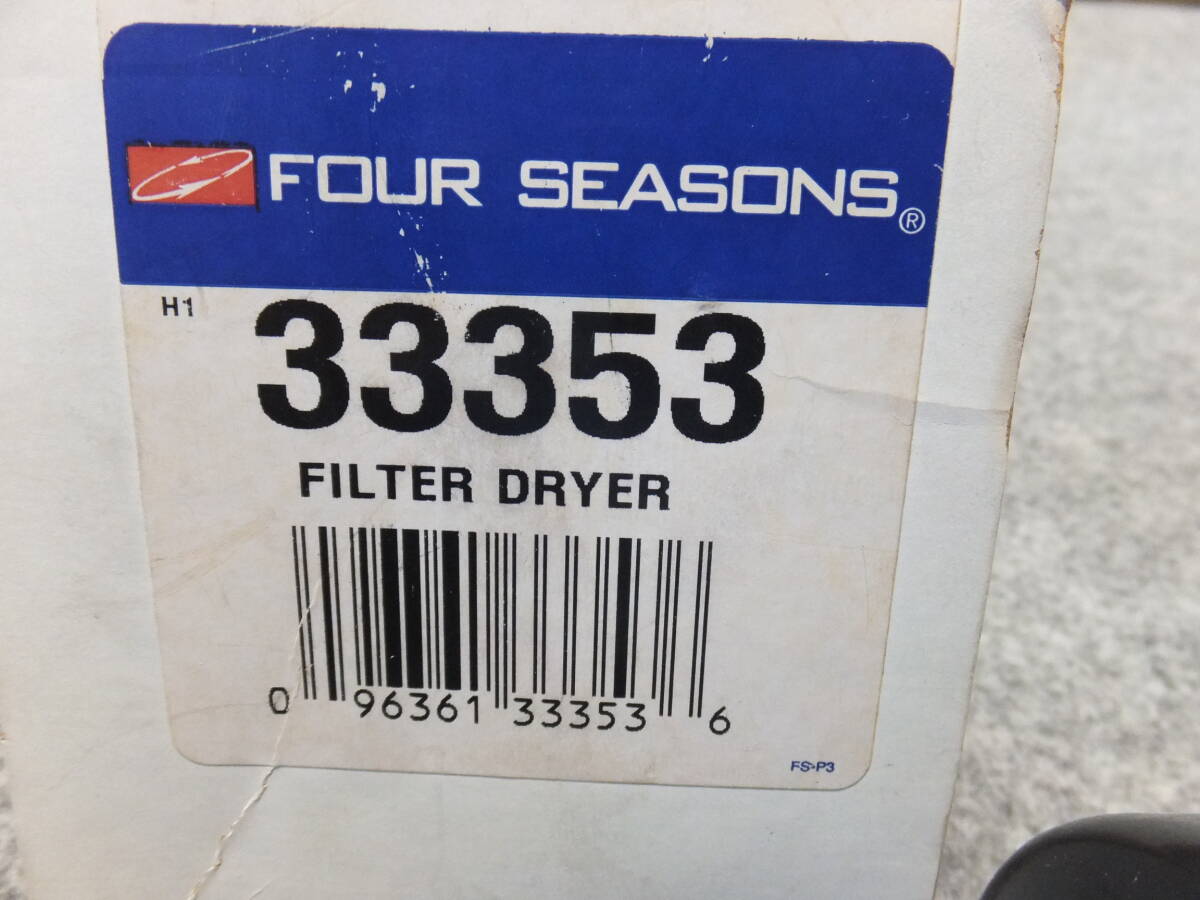 FOUR SEASONS®
H1
33353
FILTER DRYER
0 96361 33353 6
FS-P3